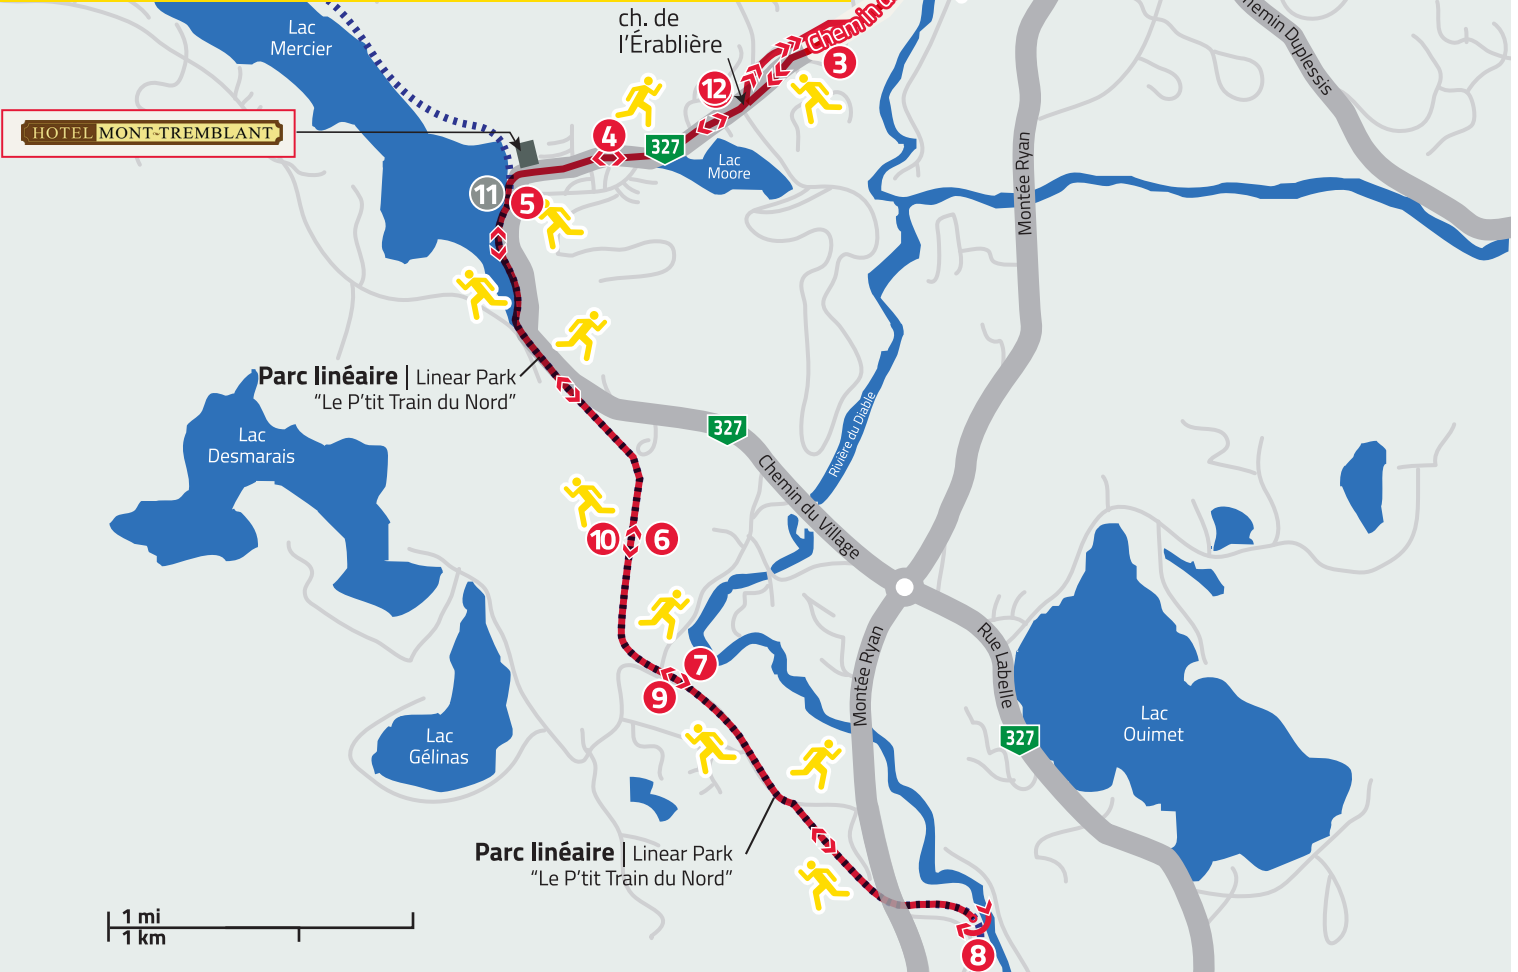 ch. de
l'Érablière
Chemin d
Lac
Mercier
3
12
HOTEL MONT-TREMBLANT
4
327
Lac
Moore
11
5
Montée Ryan
hemin Duplessis
Parc linéaire | Linear Park
“Le P'tit Train du Nord”
Lac
Desmarais
327
Chemin du Village
Rivière du Diable
10
6
7
9
Montée Ryan
Rue Labelle
327
Lac
Ouimet
Lac
Gélinas
Parc linéaire | Linear Park
“Le P'tit Train du Nord”
1 mi
1 km
8